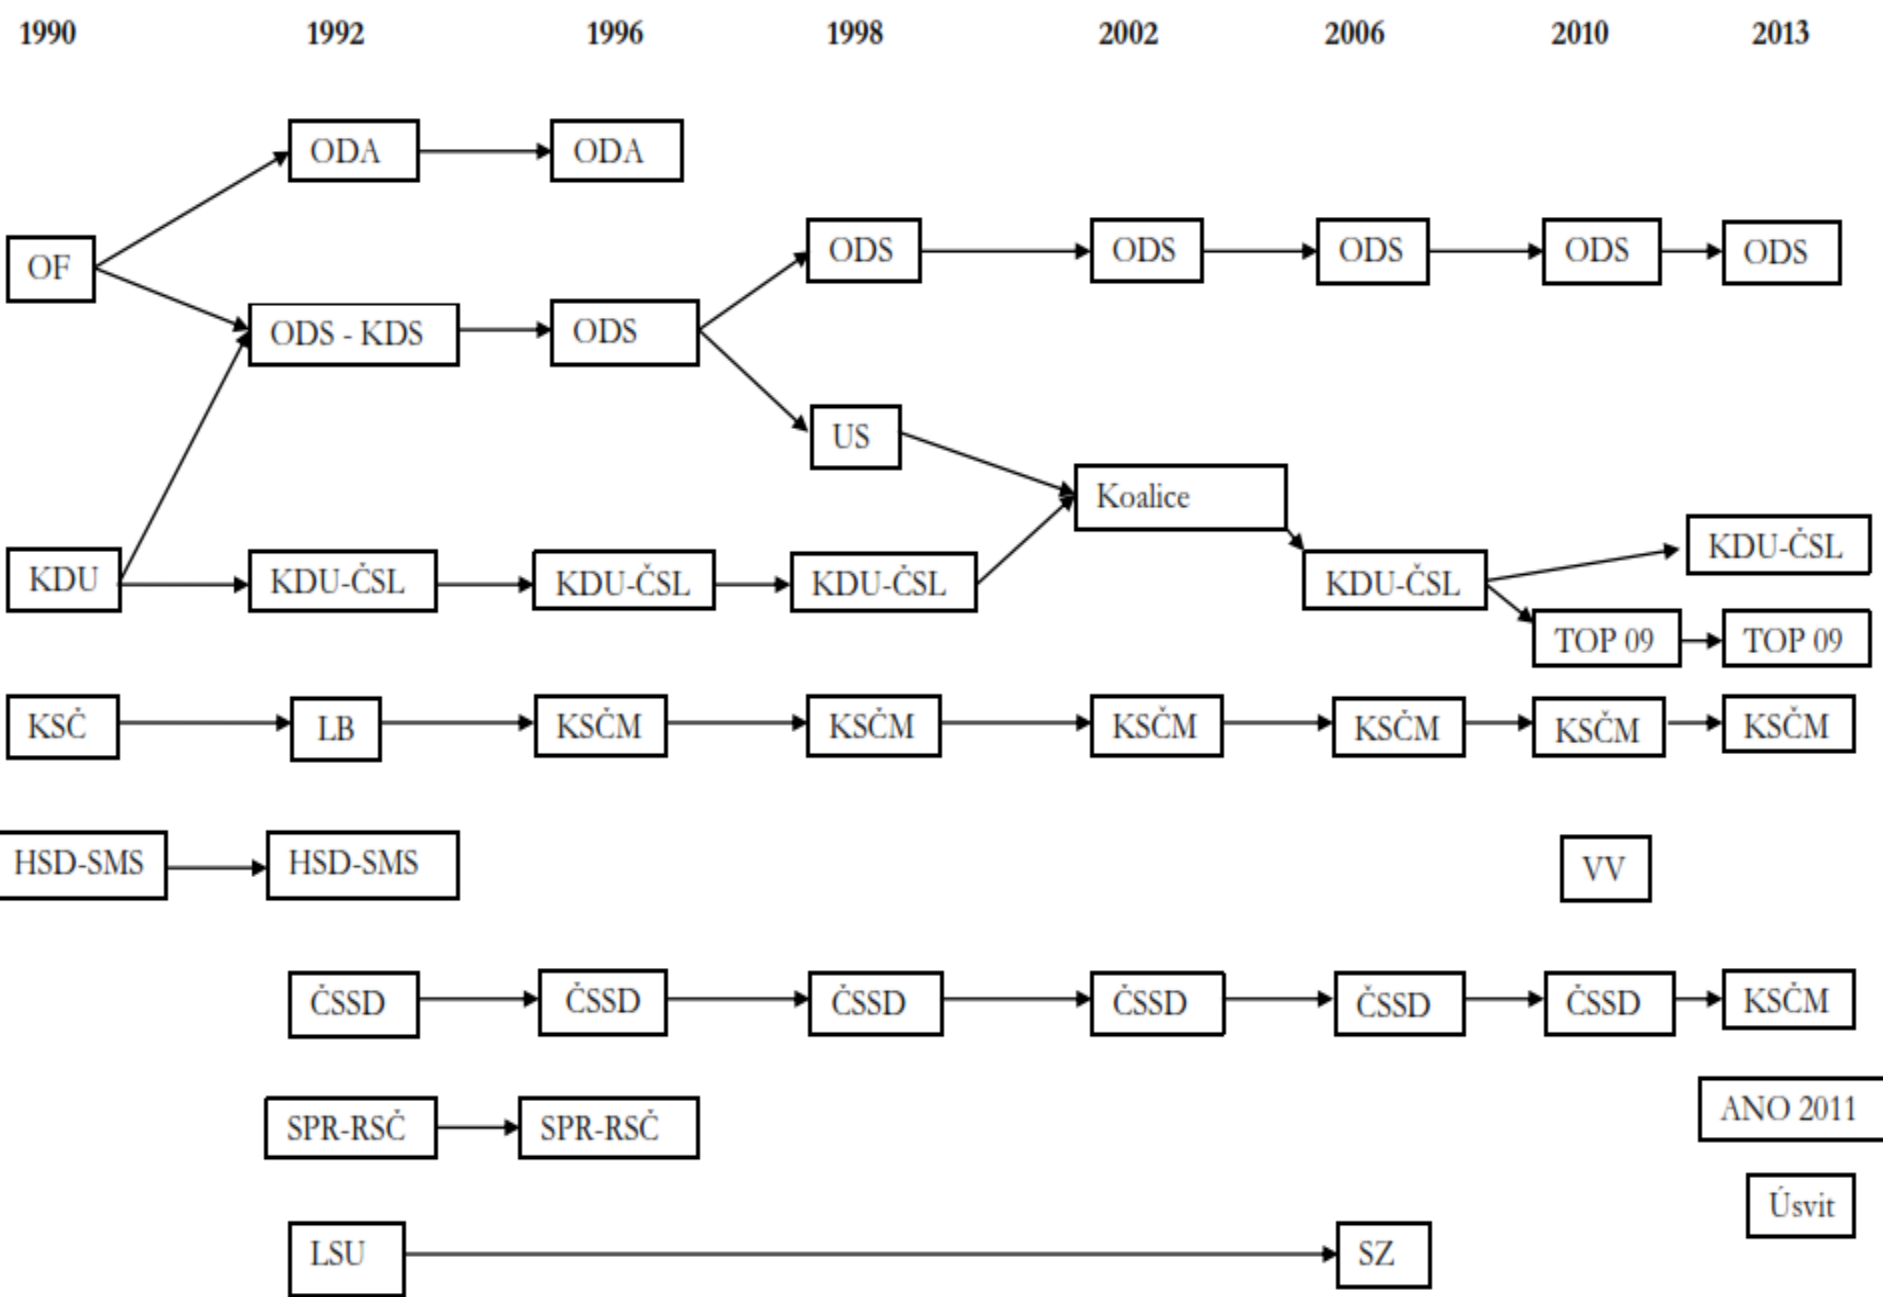 1990 1992 1996 1998 2002 2006 2010 2013
ODA ODA
OF ODS ODS ODS ODS ODS
ODS - KDS ODS
US
Koalice
KDU KDU-ČSL KDU-ČSL KDU-ČSL KDU-ČSL KDU-ČSL
TOP 09 TOP 09
KSČ LB KSČM KSČM KSČM KSČM KSČM KSČM
HSD-SMS HSD-SMS VV
ČSSD ČSSD ČSSD ČSSD ČSSD ČSSD KSČM
SPR-RSČ SPR-RSČ ANO 2011
Úsvit
LSU SZ